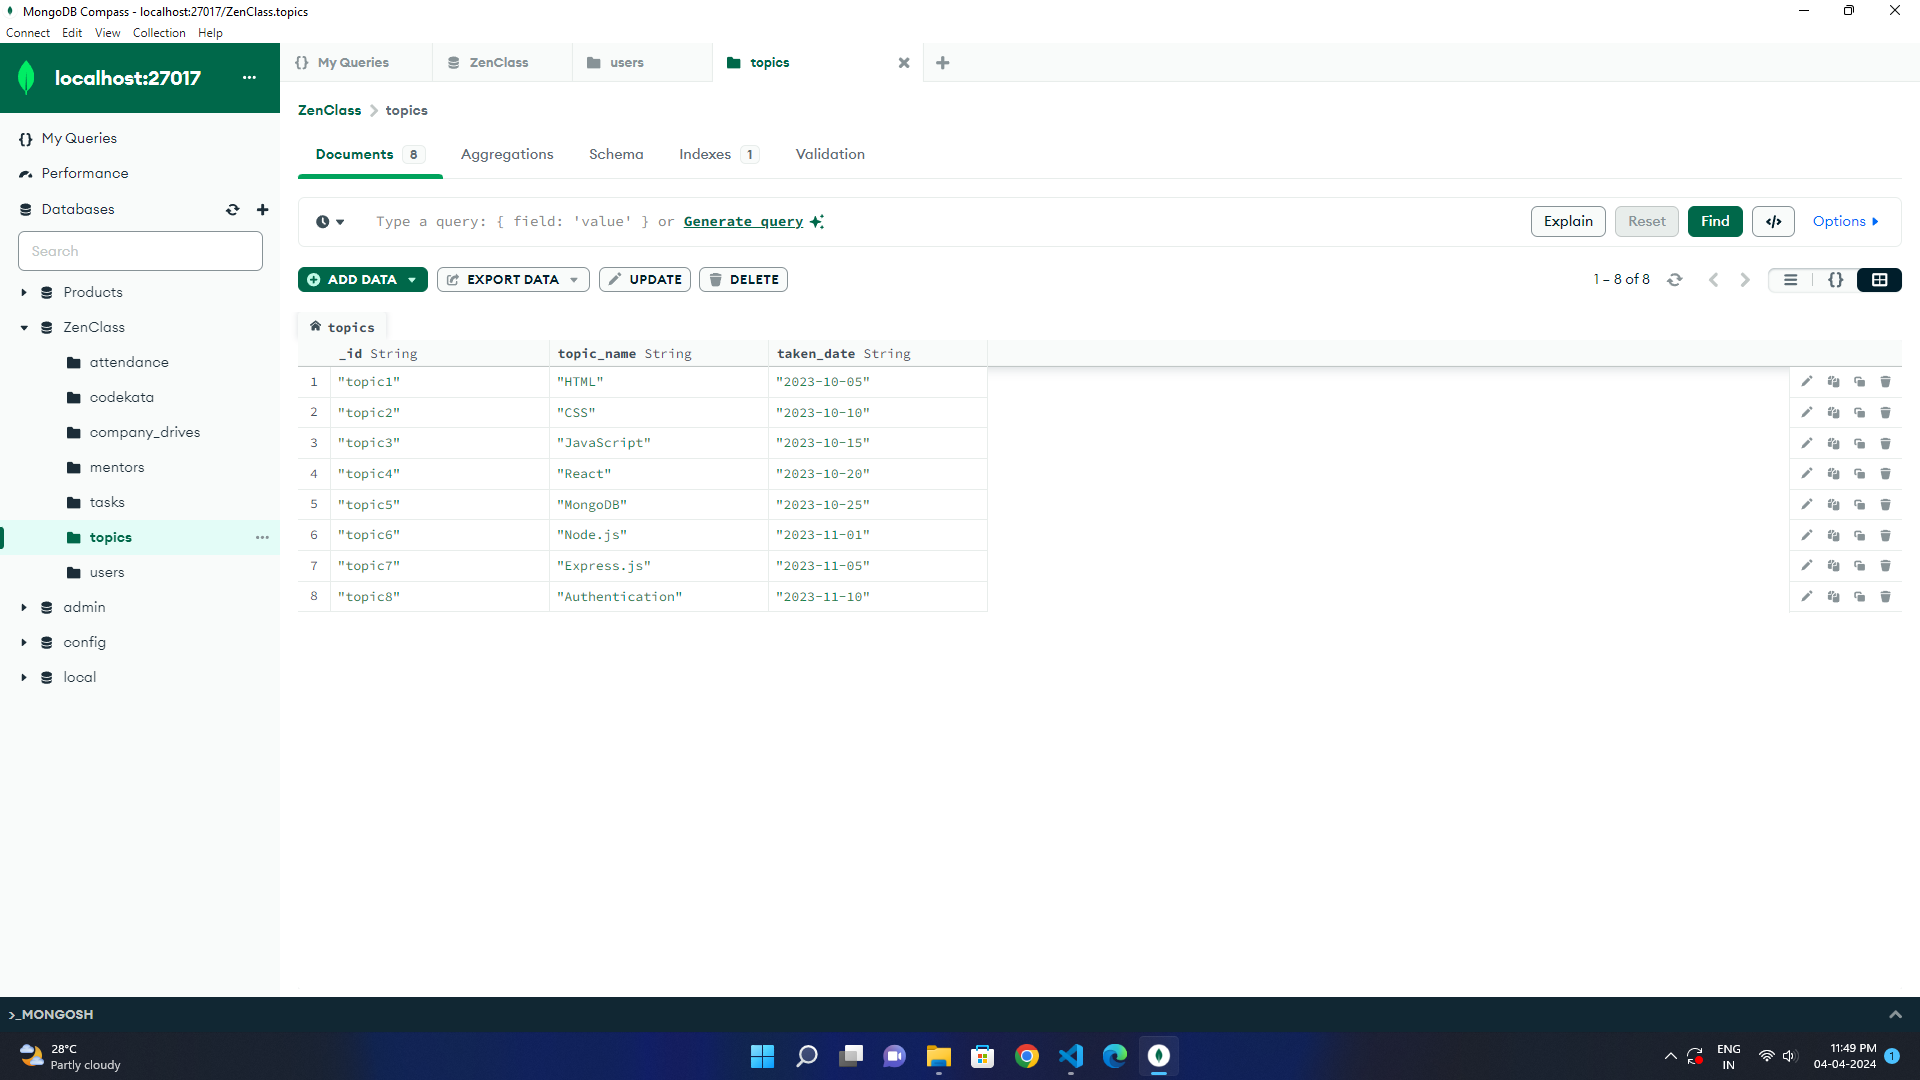 MongoDB Compass - localhost:27017/ZenClass.topics
Connect Edit View Collection Help
localhost:27017 ...
{} My Queries
Performance
Databases
Search
Products
ZenClass
attendance
codekata
company_drives
mentors
tasks
topics ...
users
admin
config
local
{} My Queries ZenClass users topics
ZenClass > topics
Documents 8 Aggregations Schema Indexes 1 Validation
Type a query: { field: 'value' } or Generate query Explain Reset Find </> Options
ADD DATA EXPORT DATA UPDATE DELETE 1 – 8 of 8 {}
topics
_id String topic_name String taken_date String
1 "topic1" "HTML" "2023-10-05"
2 "topic2" "CSS" "2023-10-10"
3 "topic3" "JavaScript" "2023-10-15"
4 "topic4" "React" "2023-10-20"
5 "topic5" "MongoDB" "2023-10-25"
6 "topic6" "Node.js" "2023-11-01"
7 "topic7" "Express.js" "2023-11-05"
8 "topic8" "Authentication" "2023-11-10"
>_MONGOSH
28°C
Partly cloudy
ENG
IN
11:49 PM
04-04-2024
1